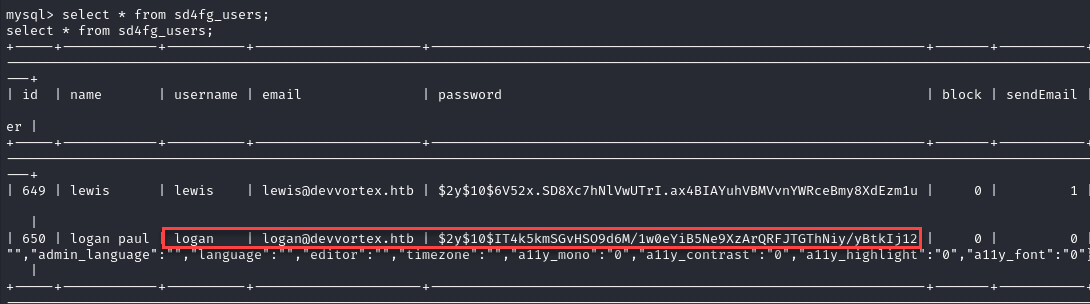 mysql> select * from sd4fg_users;
select * from sd4fg_users;
+-----+------------+----------+---------------------+--------------------------------------------------------------+-------+-----------
---+
| id  | name       | username | email               | password                                                     | block | sendEmail |
er |
+-----+------------+----------+---------------------+--------------------------------------------------------------+-------+-----------
---+
| 649 | lewis      | lewis    | lewis@devvortex.htb | $2y$10$6V52x.SD8Xc7hNlVwUTrI.ax4BIAYuhVBMVvnYWRceBmy8XdEzm1u |     0 |         1
|
| 650 | logan paul | logan    | logan@devvortex.htb | $2y$10$IT4k5kmSGvHSO9d6M/1w0eYiB5Ne9XzArQRFJTGThNiy/yBtkIj12 |     0 |         0
"","admin_language":"","language":"","editor":"","timezone":"","a11y_mono":"0","a11y_contrast":"0","a11y_highlight":"0","a11y_font":"0"}
|
+-----+------------+----------+---------------------+--------------------------------------------------------------+-------+-----------